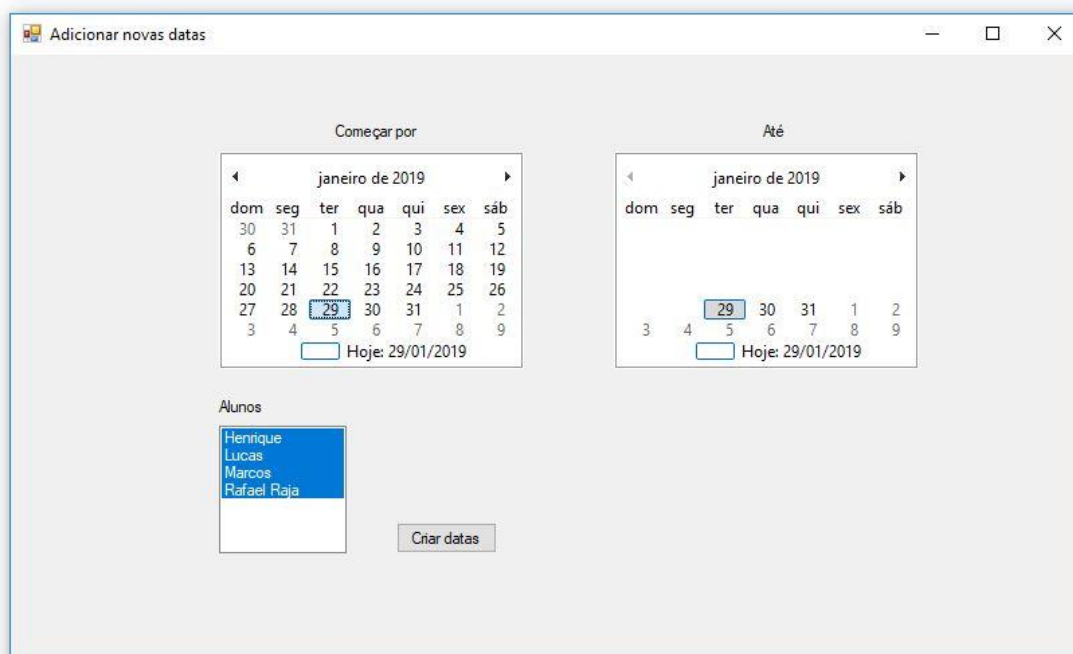 Adicionar novas datas
Começar por
Até
janeiro de 2019
dom seg ter qua qui sex sáb
30 31 1 2 3 4 5
6 7 8 9 10 11 12
13 14 15 16 17 18 19
20 21 22 23 24 25 26
27 28 29 30 31 1 2
3 4 5 6 7 8 9
Hoje: 29/01/2019
janeiro de 2019
dom seg ter qua qui sex sáb
29 30 31 1 2
3 4 5 6 7 8 9
Hoje: 29/01/2019
Alunos
Henrique
Lucas
Marcos
Rafael Raja
Criar datas